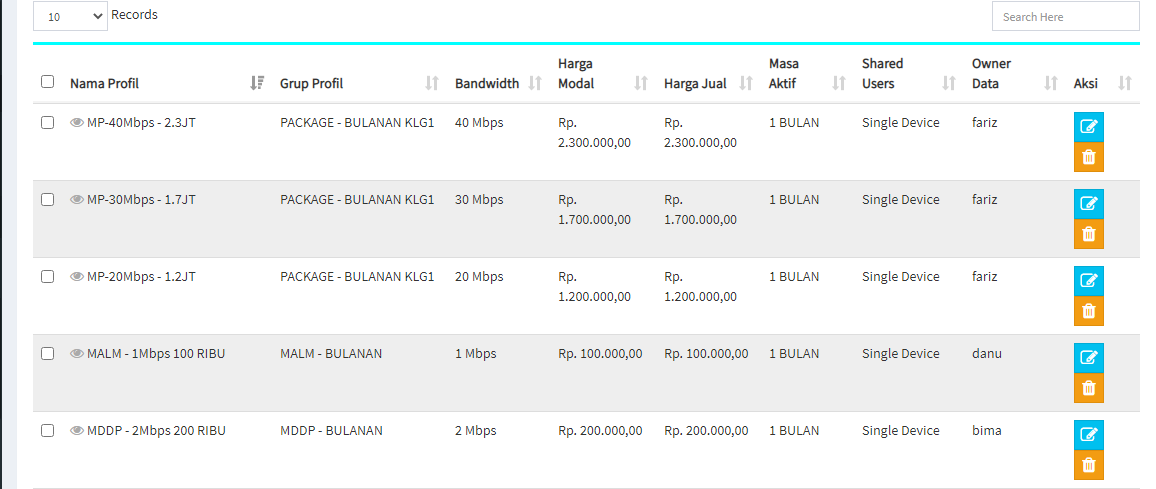 10 Records Search Here
Nama Profil Grup Profil Bandwidth Harga Modal Harga Jual Masa Aktif Shared Users Owner Data Aksi
MP-40Mbps - 2.3JT PACKAGE - BULANAN KLG1 40 Mbps Rp. 2.300.000,00 Rp. 2.300.000,00 1 BULAN Single Device fariz
MP-30Mbps - 1.7JT PACKAGE - BULANAN KLG1 30 Mbps Rp. 1.700.000,00 Rp. 1.700.000,00 1 BULAN Single Device fariz
MP-20Mbps - 1.2JT PACKAGE - BULANAN KLG1 20 Mbps Rp. 1.200.000,00 Rp. 1.200.000,00 1 BULAN Single Device fariz
MALM - 1Mbps 100 RIBU MALM - BULANAN 1 Mbps Rp. 100.000,00 Rp. 100.000,00 1 BULAN Single Device danu
MDDP - 2Mbps 200 RIBU MDDP - BULANAN 2 Mbps Rp. 200.000,00 Rp. 200.000,00 1 BULAN Single Device bima